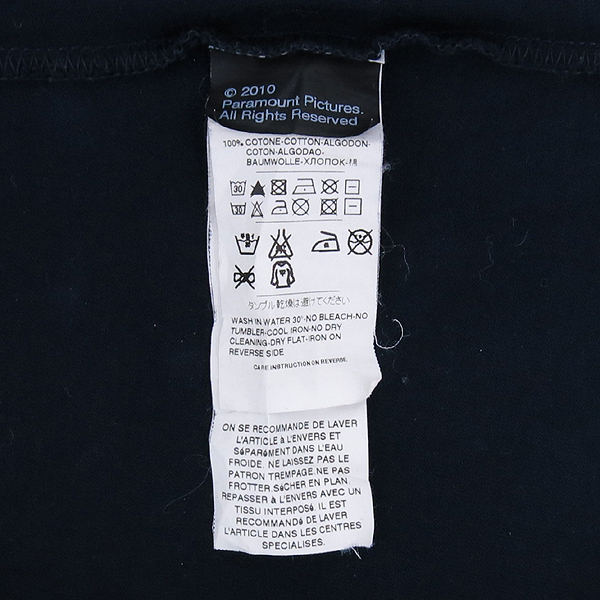 © 2010
Paramount Pictures.
All Rights Reserved
100% COTONE-COTTON-ALGODON-
COTON-ALGODAO-
BAUMWOLLE-ХЛОПОК-綿
30
30
タンブル乾燥は避けてください
WASH IN WATER 30°-NO BLEACH-NO
TUMBLER-COOL IRON-NO DRY
CLEANING-DRY FLAT-IRON ON
REVERSE SIDE
CARE INSTRUCTION ON REVERSE.
ON SE RECOMMANDE DE LAVER
L'ARTICLE à L'ENVERS ET
SéPARéMENT DANS L'EAU
FROIDE. NE LAISSEZ PAS LE
PATRON TREMPAGE.NE PAS
FROTTER.SéCHER EN PLAN
REPASSER à L'ENVERS AVEC UN
TISSU INTERPOSé. IL EST
RECOMMANDé DE LAVER
L'ARTICLE DANS LES CENTRES
SPECIALISES.